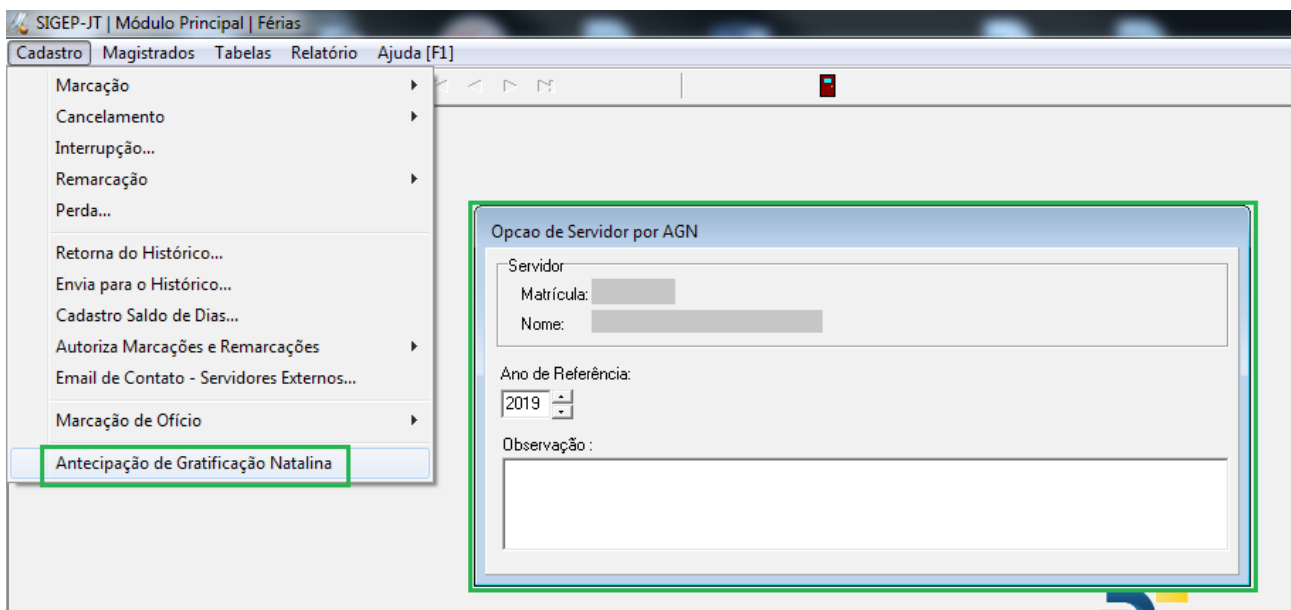 SIGEP-JT | Módulo Principal | Férias
Cadastro Magistrados Tabelas Relatório Ajuda [F1]
Marcação
Cancelamento
Interrupção...
Remarcação
Perda...
Retorna do Histórico...
Envia para o Histórico...
Cadastro Saldo de Dias...
Autoriza Marcações e Remarcações
Email de Contato - Servidores Externos...
Marcação de Ofício
Antecipação de Gratificação Natalina
Opcao de Servidor por AGN
Servidor
Matrícula:
Nome:
Ano de Referência:
2019
Observação :